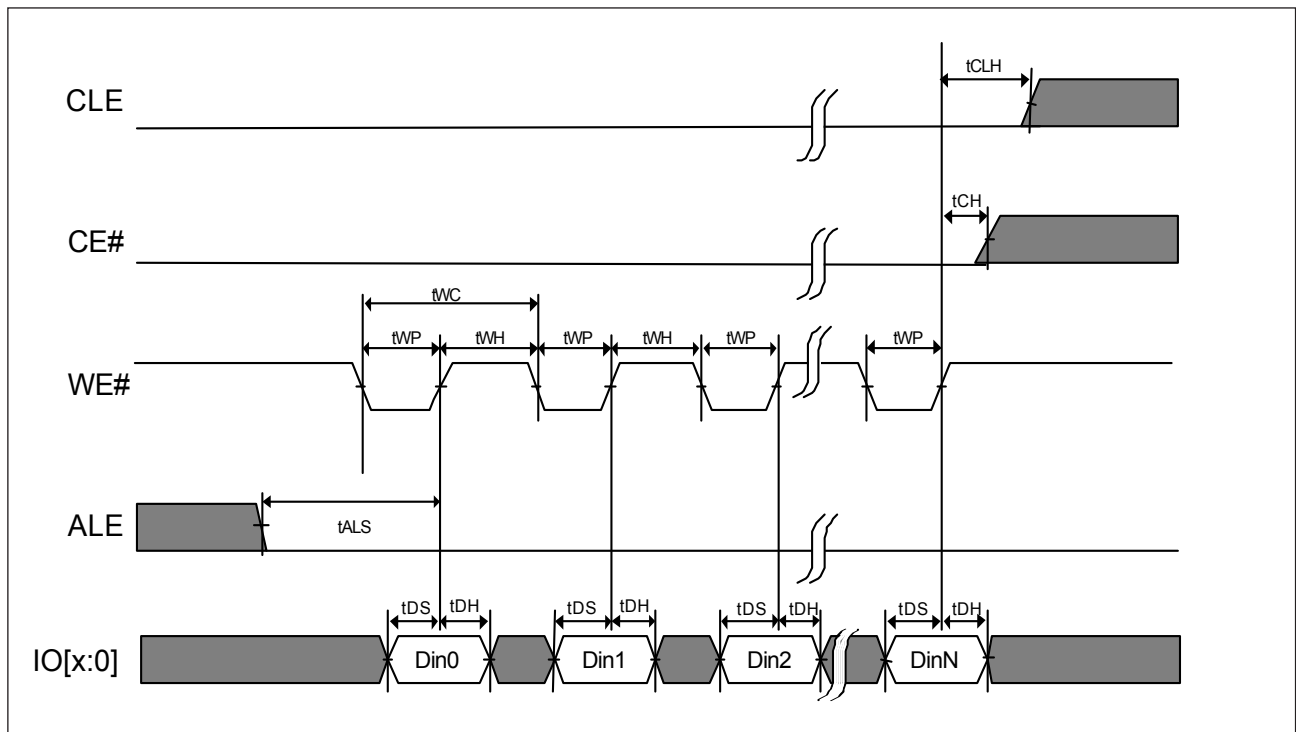 tCLH
CLE
tCH
CE#
tWC
tWP tWH tWP tWH tWP tWP
WE#
ALE
tALS
tDS tDH tDS tDH tDS tDH tDS tDH
IO[x:0] Din0 Din1 Din2 DinN